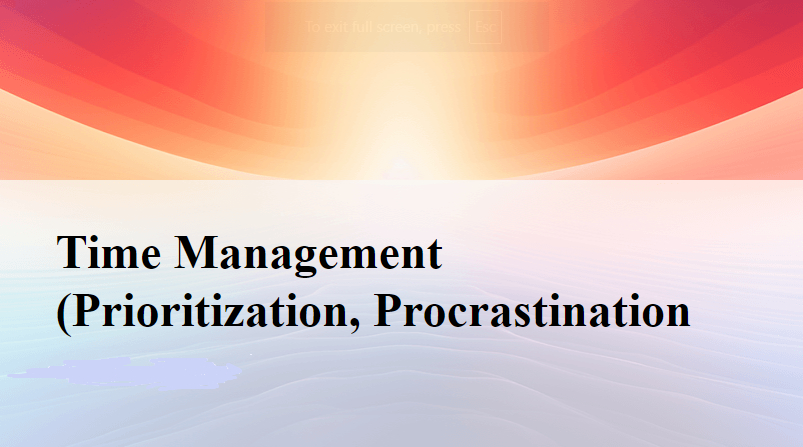 To exit full screen, press Esc
Time Management
(Prioritization, Procrastination